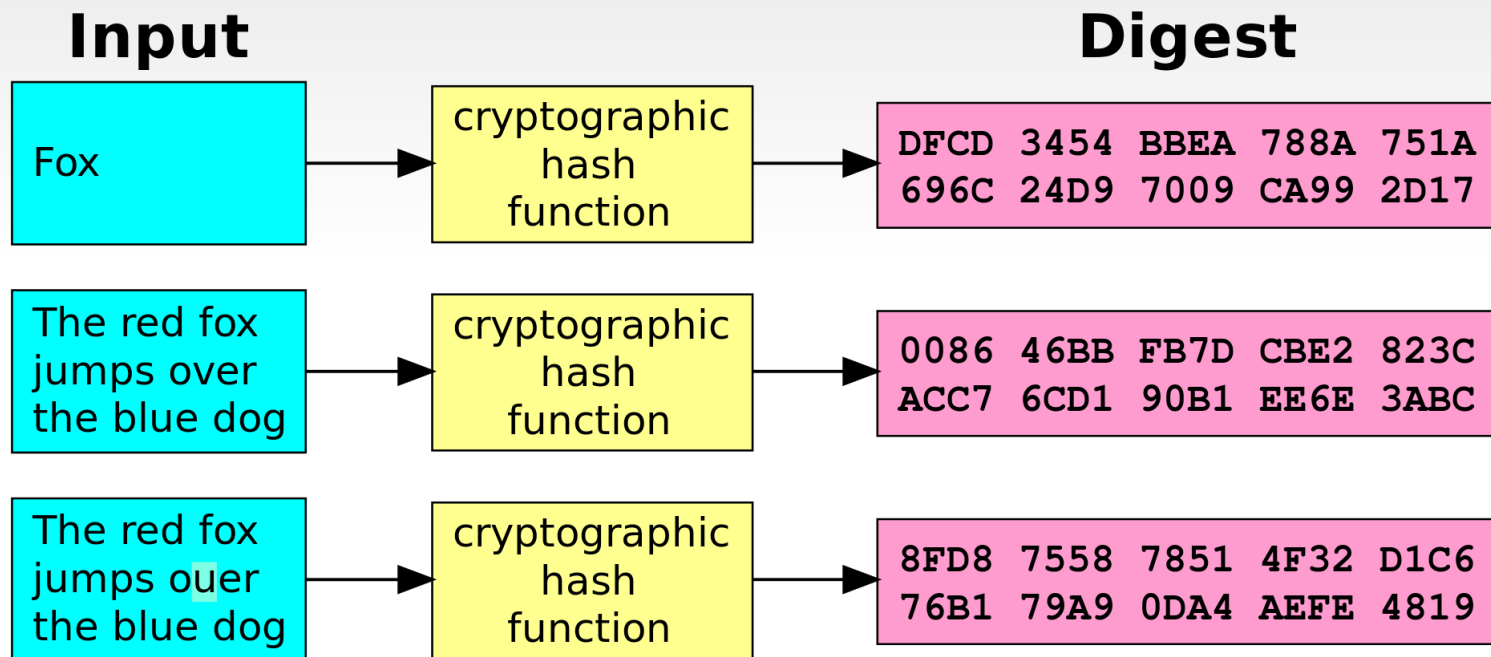 Input
Digest
Fox
cryptographic
hash
function
DFCD 3454 BBEA 788A 751A
696C 24D9 7009 CA99 2D17
The red fox
jumps over
the blue dog
cryptographic
hash
function
0086 46BB FB7D CBE2 823C
ACC7 6CD1 90B1 EE6E 3ABC
The red fox
jumps ouer
the blue dog
cryptographic
hash
function
8FD8 7558 7851 4F32 D1C6
76B1 79A9 0DA4 AEFE 4819